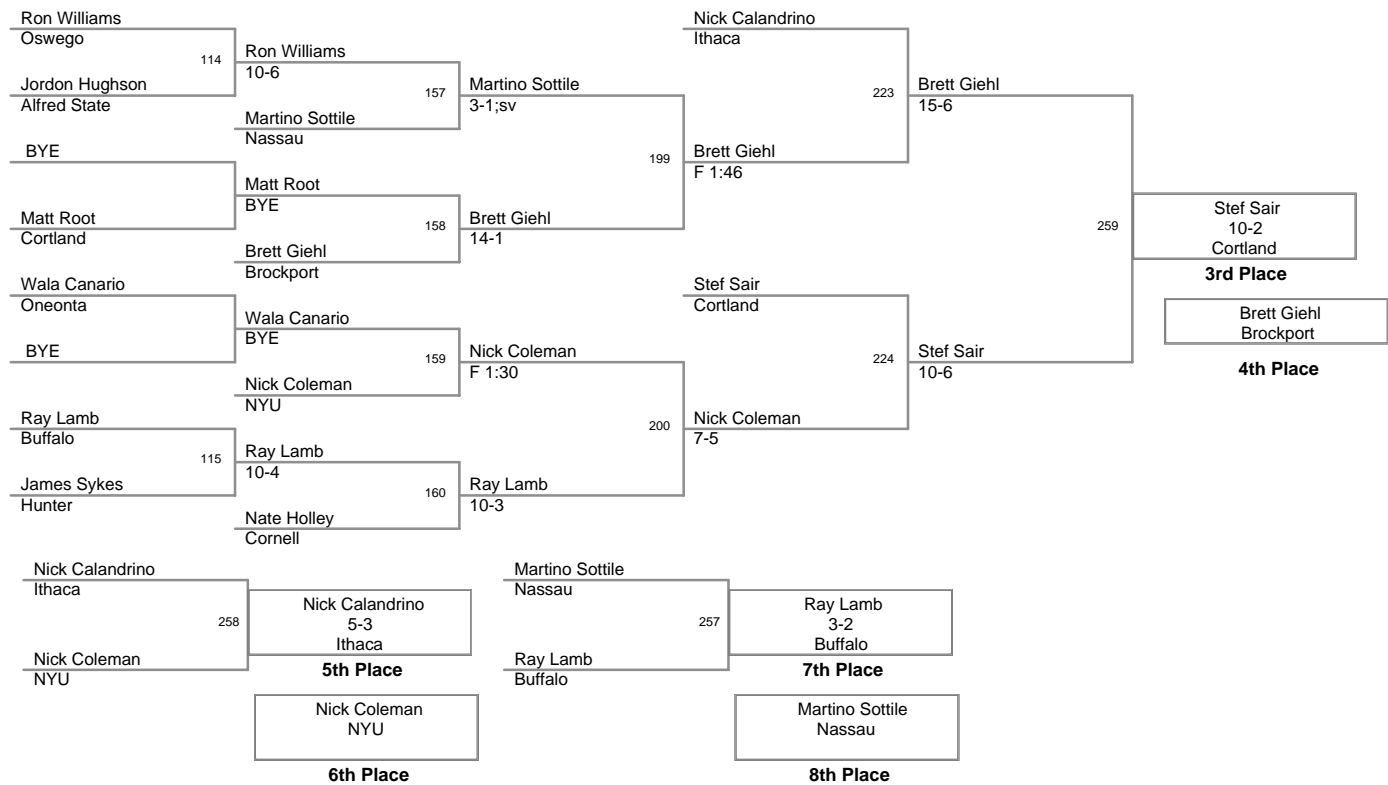 Ron Williams
Oswego
114
Jordon Hughson
Alfred State
BYE
Matt Root
Cortland
Wala Canario
Oneonta
BYE
Ray Lamb
Buffalo
115
James Sykes
Hunter
Ron Williams
10-6
157
Martino Sottile
Nassau
Matt Root
BYE
158
Brett Giehl
Brockport
Wala Canario
BYE
159
Nick Coleman
NYU
Ray Lamb
10-4
160
Nate Holley
Cornell
Martino Sottile
3-1;sv
199
Brett Giehl
14-1
Nick Coleman
F 1:30
200
Ray Lamb
10-3
Nick Calandrino
Ithaca
223
Brett Giehl
F 1:46
Stef Sair
Cortland
224
Nick Coleman
7-5
Brett Giehl
15-6
259
Stef Sair
10-6
Stef Sair
10-2
Cortland
3rd Place
Brett Giehl
Brockport
4th Place
Nick Calandrino
Ithaca
258
Nick Coleman
NYU
Nick Calandrino
5-3
Ithaca
5th Place
Nick Coleman
NYU
6th Place
Martino Sottile
Nassau
257
Ray Lamb
Buffalo
Ray Lamb
3-2
Buffalo
7th Place
Martino Sottile
Nassau
8th Place